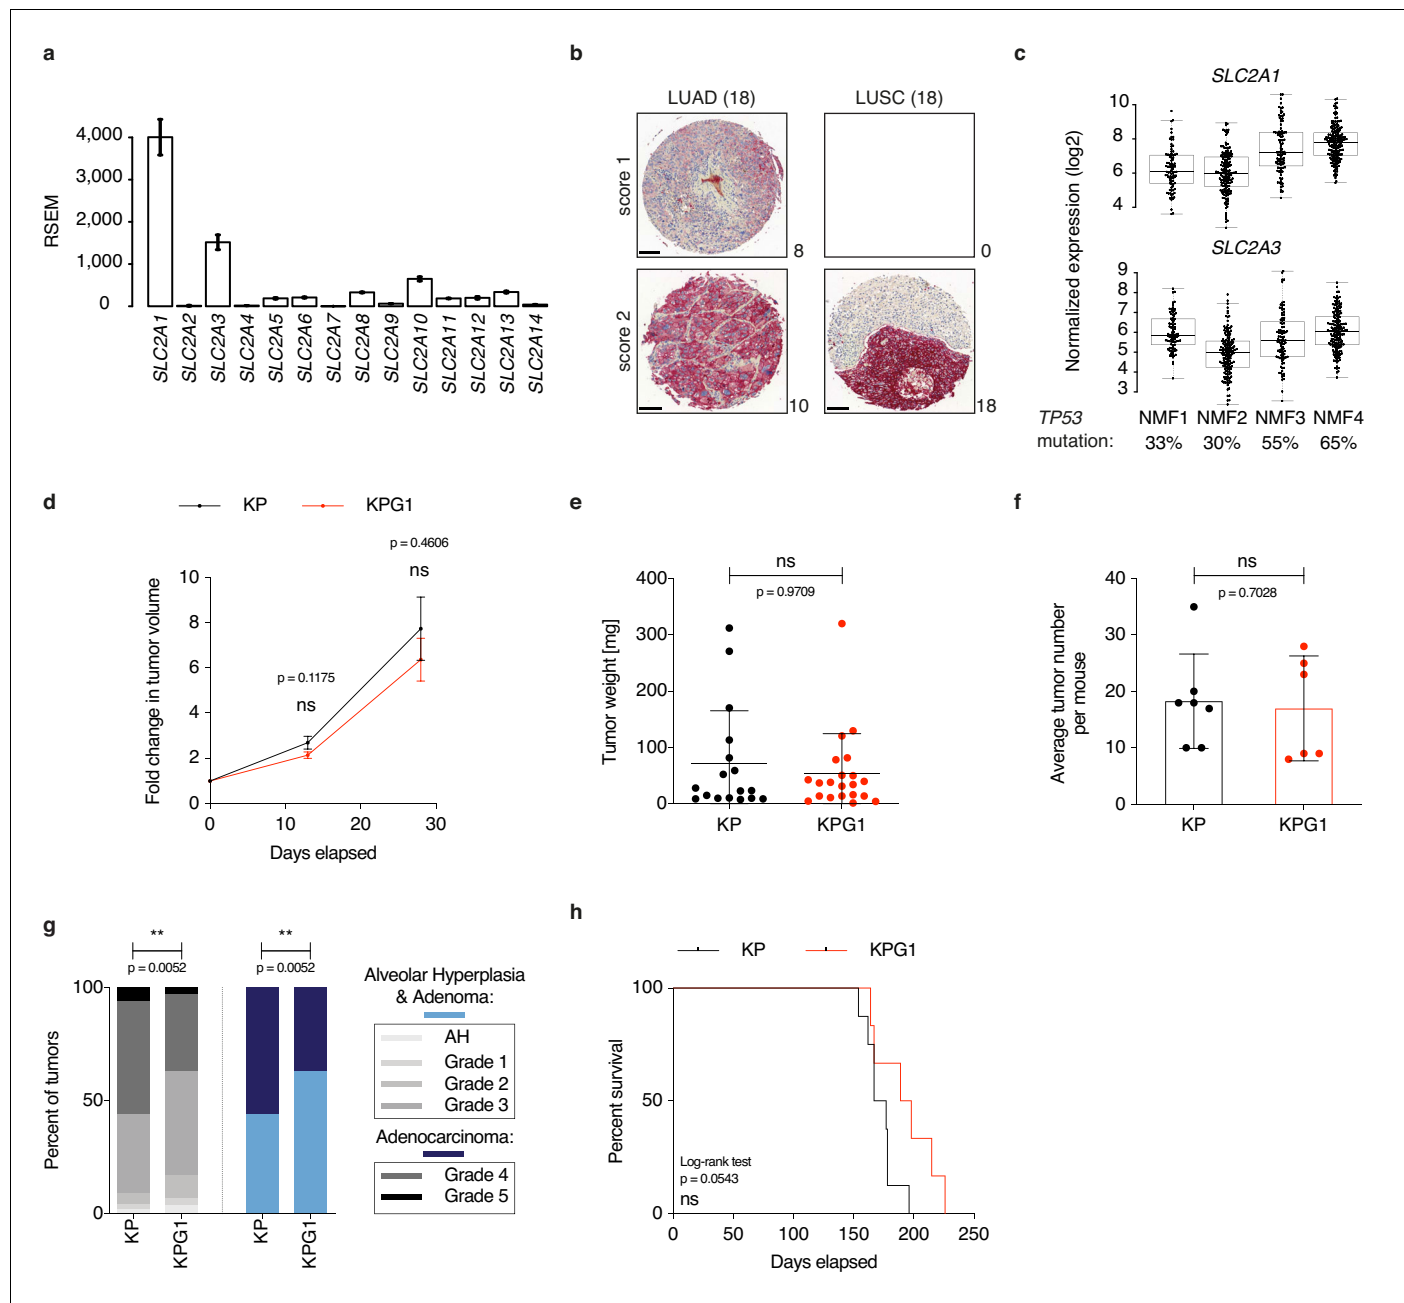 a
4,000
3,000
2,000
1,000
0
RSEM
SLC2A1
SLC2A2
SLC2A3
SLC2A4
SLC2A5
SLC2A6
SLC2A7
SLC2A8
SLC2A9
SLC2A10
SLC2A11
SLC2A12
SLC2A13
SLC2A14
b
LUAD (18)
LUSC (18)
score 1
8
0
score 2
10
18
c
SLC2A1
Normalized expression (log2)
10
8
6
4
SLC2A3
9
8
7
6
5
4
3
TP53 NMF1 NMF2 NMF3 NMF4
mutation: 33% 30% 55% 65%
d
KP
KPG1
p = 0.4606
ns
p = 0.1175
ns
Fold change in tumor volume
10
8
6
4
2
0
0 10 20 30
Days elapsed
e
ns
p = 0.9709
Tumor weight [mg]
400
300
200
100
0
KP KPG1
f
ns
p = 0.7028
Average tumor number
per mouse
40
30
20
10
0
KP KPG1
g
** **
p = 0.0052 p = 0.0052
Percent of tumors
100
50
0
KP
KPG1
KP
KPG1
Alveolar Hyperplasia
& Adenoma:
AH
Grade 1
Grade 2
Grade 3
Adenocarcinoma:
Grade 4
Grade 5
h
KP
KPG1
Percent survival
100
50
0
Log-rank test
p = 0.0543
ns
0 50 100 150 200 250
Days elapsed